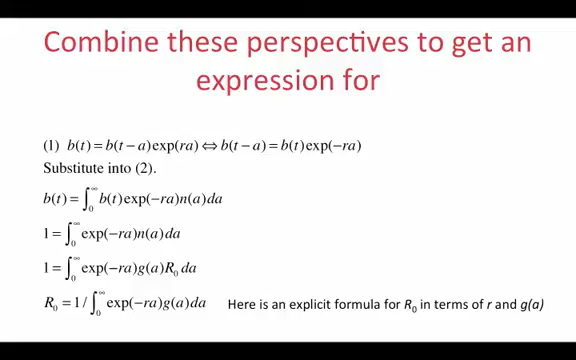 Combine these perspectives to get an
expression for
(1) b(t) = b(t − a)exp(ra) ⇔ b(t − a) = b(t)exp(−ra)
Substitute into (2).
b(t) = ∫₀^∞ b(t)exp(−ra)n(a)da
1 = ∫₀^∞ exp(−ra)n(a)da
1 = ∫₀^∞ exp(−ra)g(a)R₀ da
R₀ = 1 / ∫₀^∞ exp(−ra)g(a)da Here is an explicit formula for R₀ in terms of r and g(a)